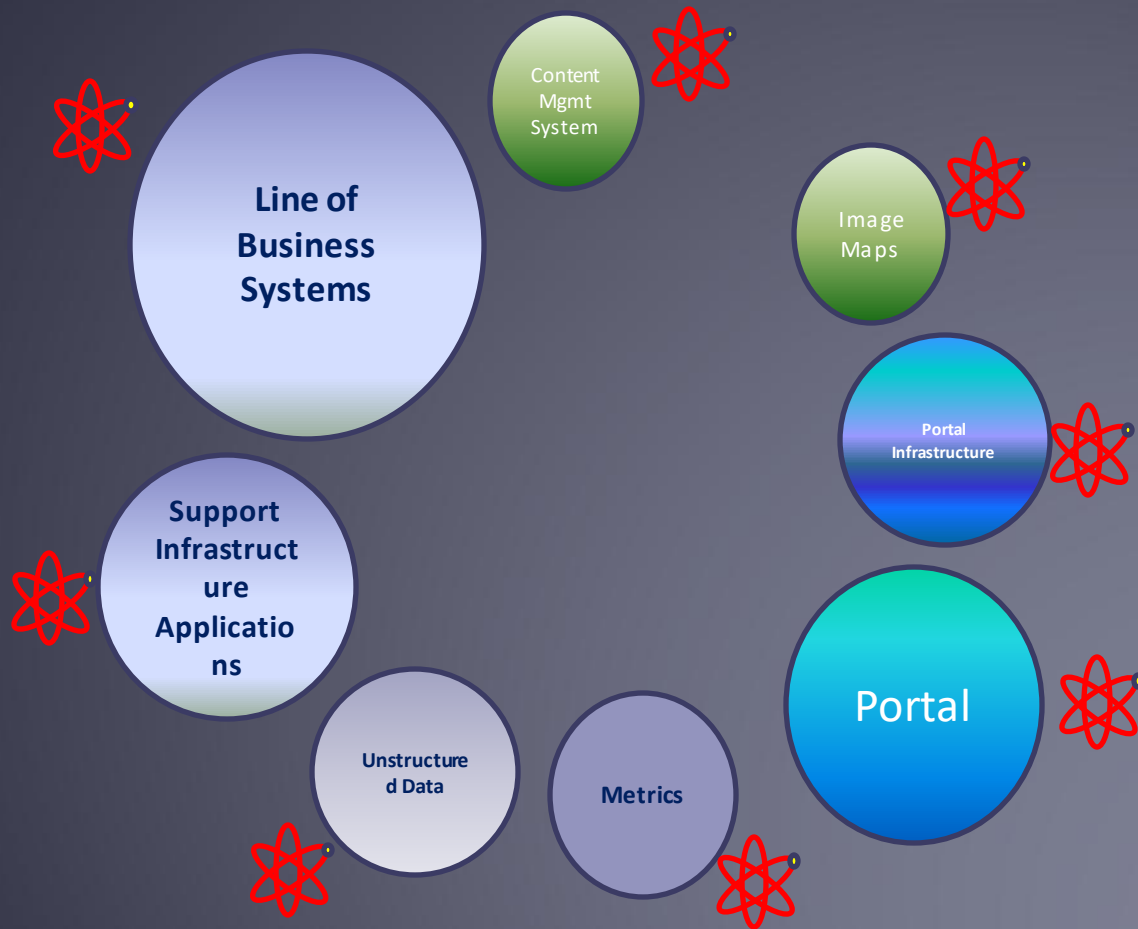 Content
Mgmt
System
Line of
Business
Systems
Image
Maps
Portal
Infrastructure
Support
Infrastruct
ure
Applicatio
ns
Portal
Unstructure
d Data
Metrics